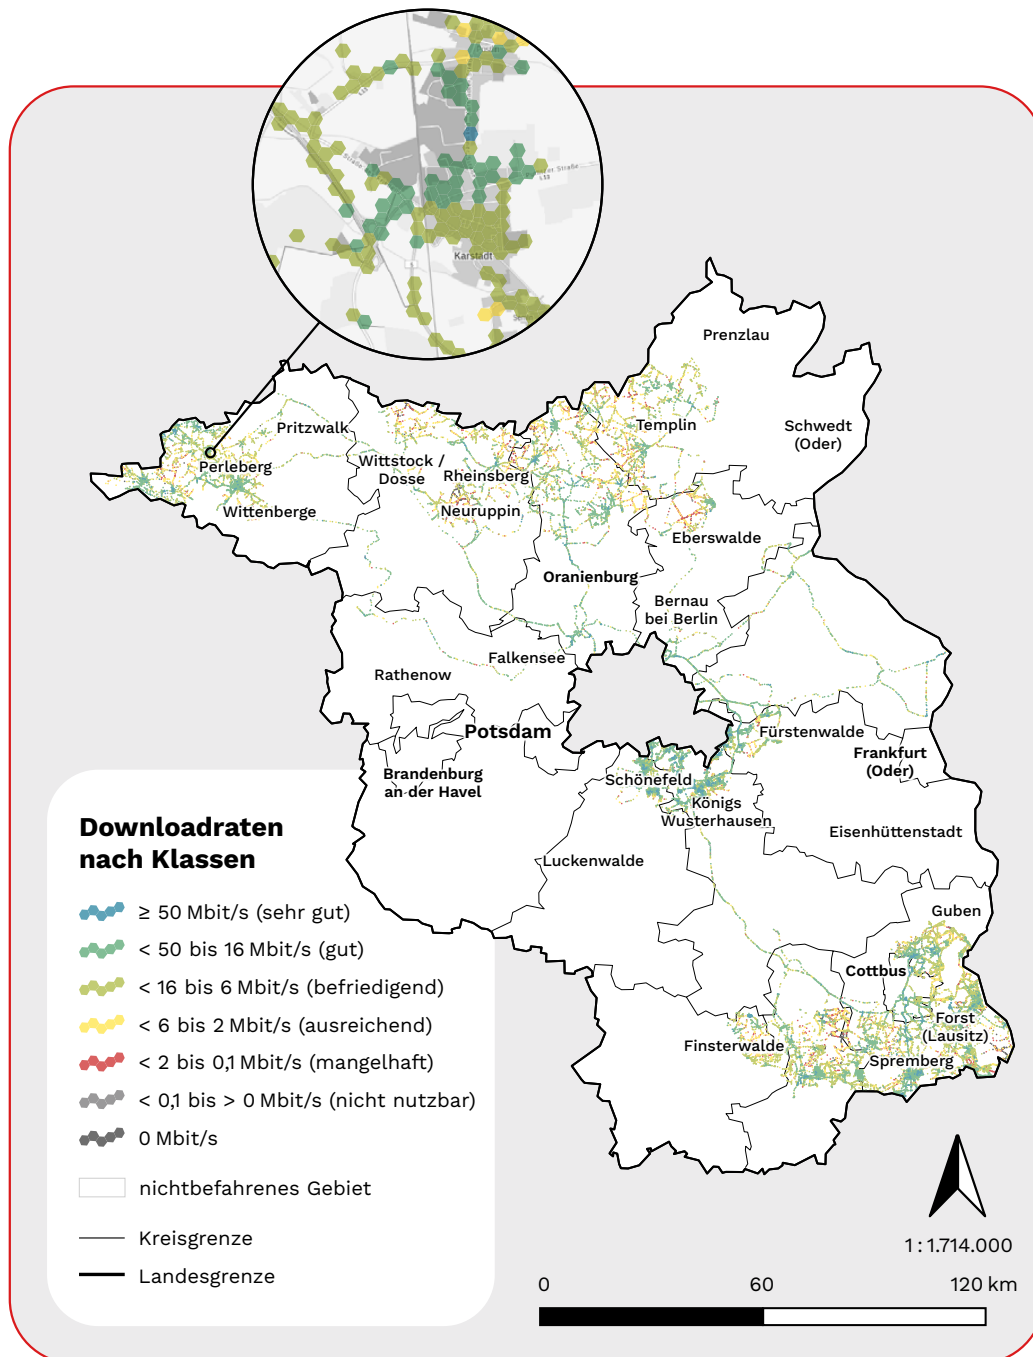 Karstadt
L53
Prenzlau
Schwedt
(Oder)
Templin
Pritzwalk
Perleberg
Wittstock /
Dosse
Rheinsberg
Wittenberge
Neuruppin
Eberswalde
Oranienburg
Bernau
bei Berlin
Falkensee
Rathenow
Potsdam
Fürstenwalde
Frankfurt
(Oder)
Brandenburg
an der Havel
Schönefeld
Königs
Wusterhausen
Eisenhüttenstadt
Luckenwalde
Guben
Cottbus
Forst
(Lausitz)
Finsterwalde
Spremberg
Downloadraten
nach Klassen
≥ 50 Mbit/s (sehr gut)
< 50 bis 16 Mbit/s (gut)
< 16 bis 6 Mbit/s (befriedigend)
< 6 bis 2 Mbit/s (ausreichend)
< 2 bis 0,1 Mbit/s (mangelhaft)
< 0,1 bis > 0 Mbit/s (nicht nutzbar)
0 Mbit/s
nichtbefahrenes Gebiet
Kreisgrenze
Landesgrenze
1 : 1.714.000
0 60 120 km